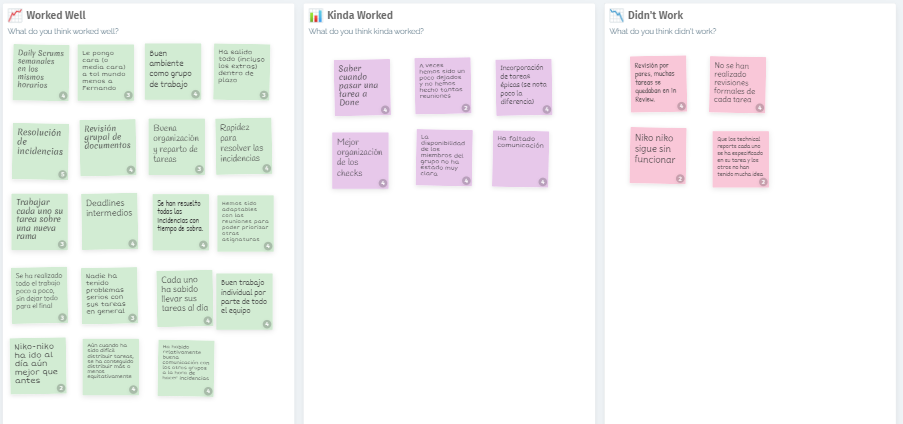 Worked Well
What do you think worked well?
Daily Scrums
semanales
en los
mismos
horarios
Le pongo
cara (o
media cara)
a tol mundo
menos a
Fernando
Buen
ambiente
como grupo
de trabajo
Ha salido
todo (incluso
los extras)
dentro de
plazo
Resolución
de
incidencias
Revisión
grupal de
documentos
Buena
organización
y reparto de
tareas
Rapidez
para
resolver las
incidencias
Trabajar
cada uno su
tarea sobre
una nueva
rama
Deadlines
intermedios
Se han resuelto
todas las
incidencias con
tiempo de sobra.
Hemos sido
adaptables
con las
reuniones para
poder priorizar
otras
asignaturas
Se ha realizado
todo el trabajo
poco a poco,
sin dejar todo
para el final
Nadie ha
tenido
problemas
serios con
sus tareas
en general
Cada uno
ha sabido
llevar sus
tareas al día
Buen trabajo
individual por
parte de todo
el equipo
Niko-niko
ha ido al
día aún
mejor que
antes
Aún cuando ha
sido difícil
distribuir tareas,
se ha conseguido
distribuir más o
menos
equitativamente
Ha habido
relativamente
buena
comunicación con
los otros grupos
a la hora de
hacer incidencias
Kinda Worked
What do you think kinda worked?
Saber
cuando
pasar una
tarea a
Done
A veces
hemos sido un
poco dejados
y no hemos
hecho tantas
reuniones
Incorporación
de tareas
épicas (se nota
poco la
diferencia)
Mejor
organización
de los
checks
La
disponibilidad
de los
miembros del
grupo no ha
estado muy
clara
Ha faltado
comunicación
Didn't Work
What do you think didn't work?
Revisión por
pares, muchas
tareas se
quedaban en In
Review.
No se han
realizado
revisiones
formales de
cada tarea
Niko niko
sigue sin
funcionar
Que los technical
reports cada uno
se ha especificado
en su tarea y los
otros no han
tenido mucha idea